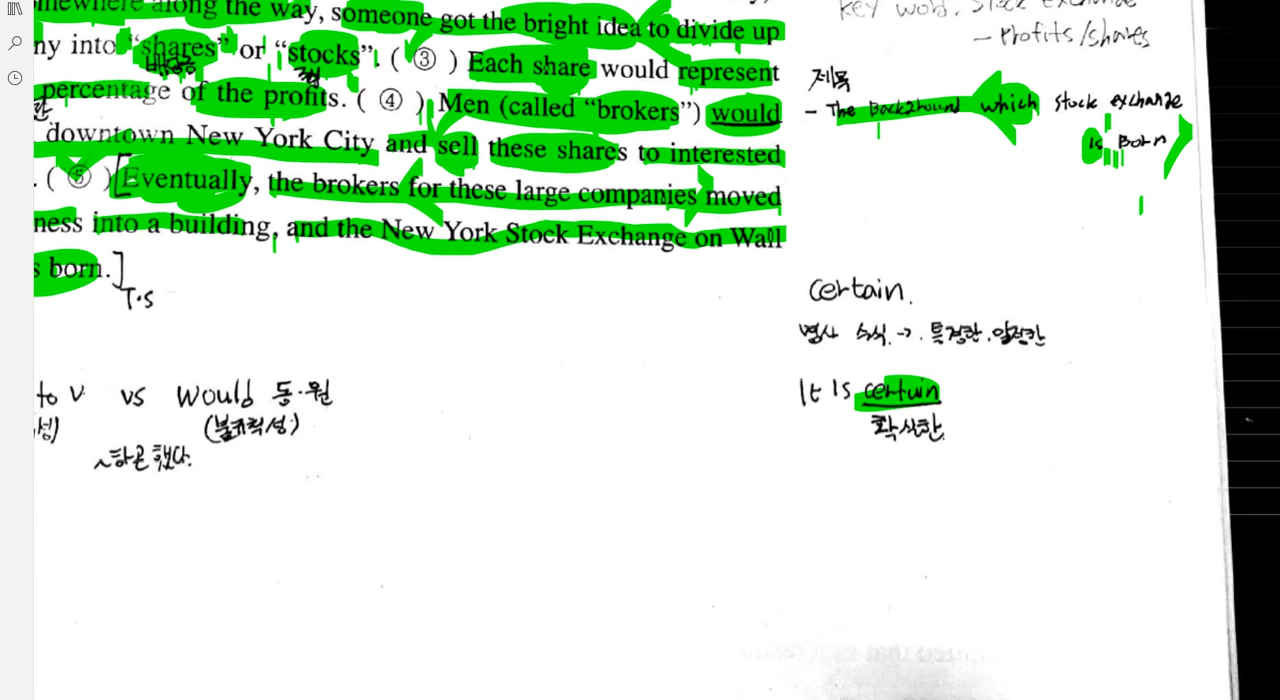 mewhere along the way, someone got the bright idea to divide up
ny into "shares" or "stocks". ( ③ ) Each share would represent
percentage of the profits. ( ④ ) Men (called "brokers") would
downtown New York City and sell these shares to interested
. ( ⑤ ) [Eventually, the brokers for these large companies moved
ness into a building, and the New York Stock Exchange on Wall
s born.]
T.S
to V vs would 동.원
(불규칙성)
~하곤 했다.
key word. Stock exchange
- Profits/shares
제목
- The Background which stock exchange
is Born
certain.
명사 수식 → 특정한. 일정한
It is certain
확실한.